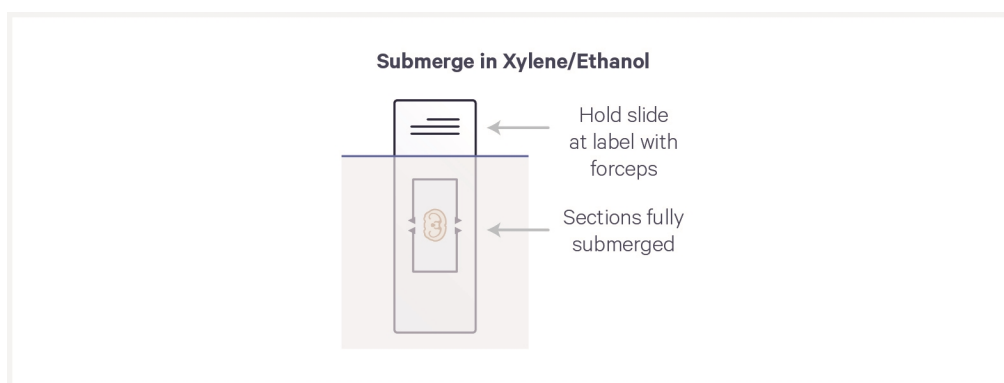 Submerge in Xylene/Ethanol
Hold slide
at label with
forceps
Sections fully
submerged